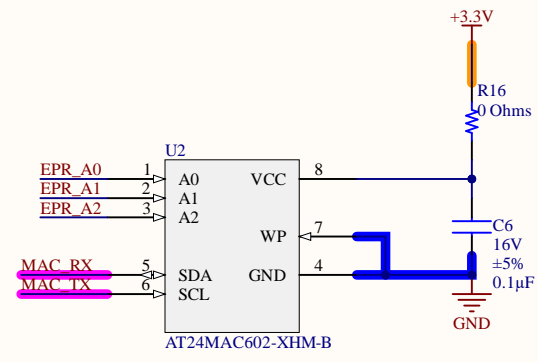 +3.3V
R16
0 Ohms
U2
EPR_A0 1 A0 VCC 8
EPR_A1 2 A1
EPR_A2 3 A2
WP 7
C6
16V
±5%
0.1µF
MAC_RX 5 SDA GND 4
MAC_TX 6 SCL
GND
AT24MAC602-XHM-B